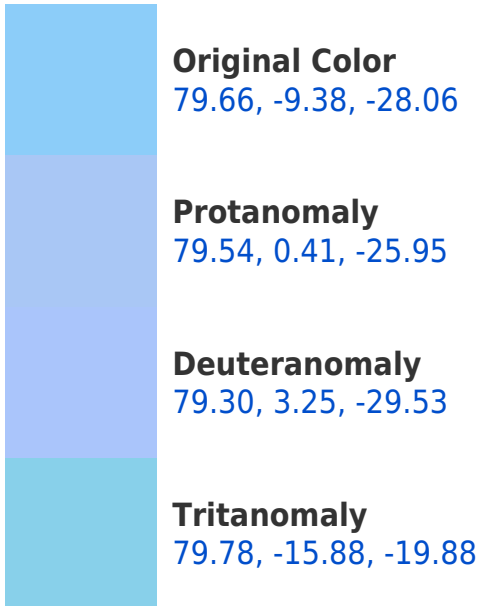 Original Color
79.66, -9.38, -28.06
Protanomaly
79.54, 0.41, -25.95
Deuteranomaly
79.30, 3.25, -29.53
Tritanomaly
79.78, -15.88, -19.88